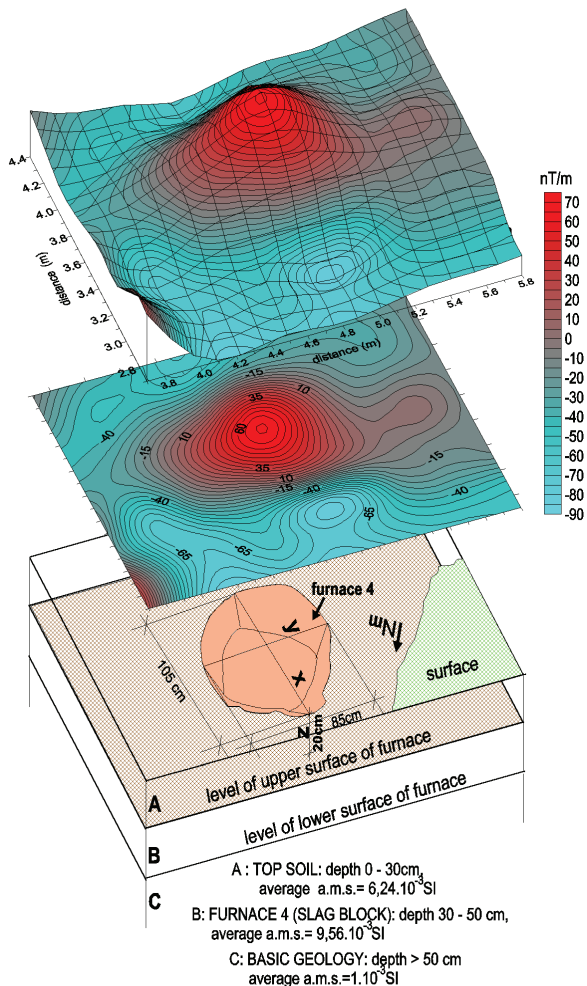 nT/m
70
60
50
40
30
20
10
0
-10
-20
-30
-40
-50
-60
-70
-80
-90
4.4
4.2
4.0
3.8
3.6
3.4
3.2
3.0
2.8
distance (m)
3.8
4.0
4.2
4.4
4.6
4.8
5.0
5.2
5.4
5.6
5.8
distance (m)
-15
10
35
-40
-15
10
60
35
10
-15
-40
-15
-40
-65
-65
-65
furnace 4
y
x
Nm
surface
105 cm
85cm
Z
20cm
level of upper surface of furnace
A
level of lower surface of furnace
B
C
A : TOP SOIL: depth 0 - 30cm,
average a.m.s.= 6,24.10⁻³SI
B: FURNACE 4 (SLAG BLOCK): depth 30 - 50 cm,
average a.m.s.= 9,56.10⁻³SI
C: BASIC GEOLOGY: depth > 50 cm
average a.m.s.=1.10⁻³SI